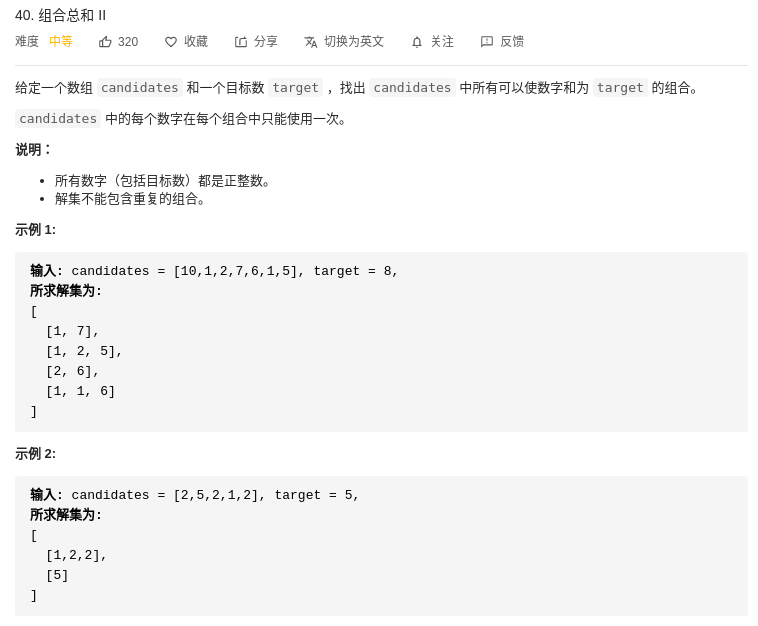 40. 组合总和 II
难度 中等 320 收藏 分享 切换为英文 关注 反馈
给定一个数组 candidates 和一个目标数 target ，找出 candidates 中所有可以使数字和为 target 的组合。
candidates 中的每个数字在每个组合中只能使用一次。
说明：
• 所有数字（包括目标数）都是正整数。
• 解集不能包含重复的组合。
示例 1:
输入: candidates = [10,1,2,7,6,1,5], target = 8,
所求解集为:
[
[1, 7],
[1, 2, 5],
[2, 6],
[1, 1, 6]
]
示例 2:
输入: candidates = [2,5,2,1,2], target = 5,
所求解集为:
[
[1,2,2],
[5]
]